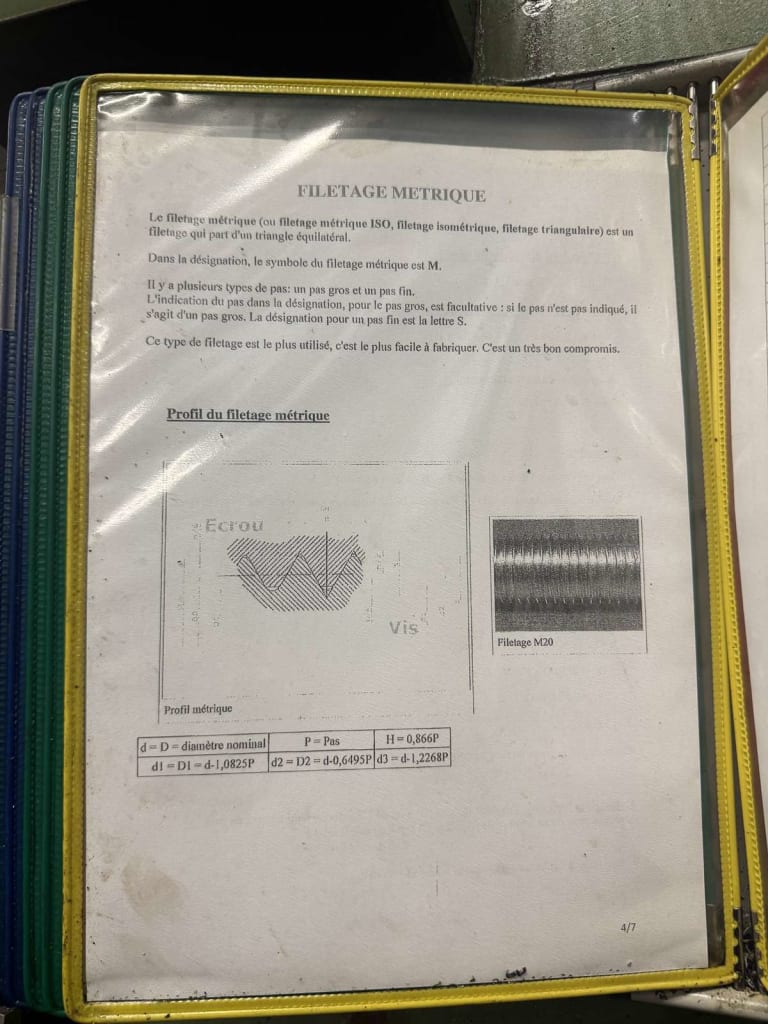 FILETAGE METRIQUE
Le filetage métrique (ou filetage métrique ISO, filetage isométrique, filetage triangulaire) est un
filetage qui part d'un triangle équilatéral.
Dans la désignation, le symbole du filetage métrique est M.
Il y a plusieurs types de pas: un pas gros et un pas fin.
L'indication du pas dans la désignation, pour le pas gros, est facultative : si le pas n'est pas indiqué, il
s'agit d'un pas gros. La désignation pour un pas fin est la lettre S.
Ce type de filetage est le plus utilisé, c'est le plus facile à fabriquer. C'est un très bon compromis.
Profil du filetage métrique
Ecrou
Vis
Profil métrique
Filetage M20
d = D = diamètre nominal P = Pas H = 0,866P
d1 = D1 = d-1,0825P d2 = D2 = d-0,6495P d3 = d-1,2268P
4/7